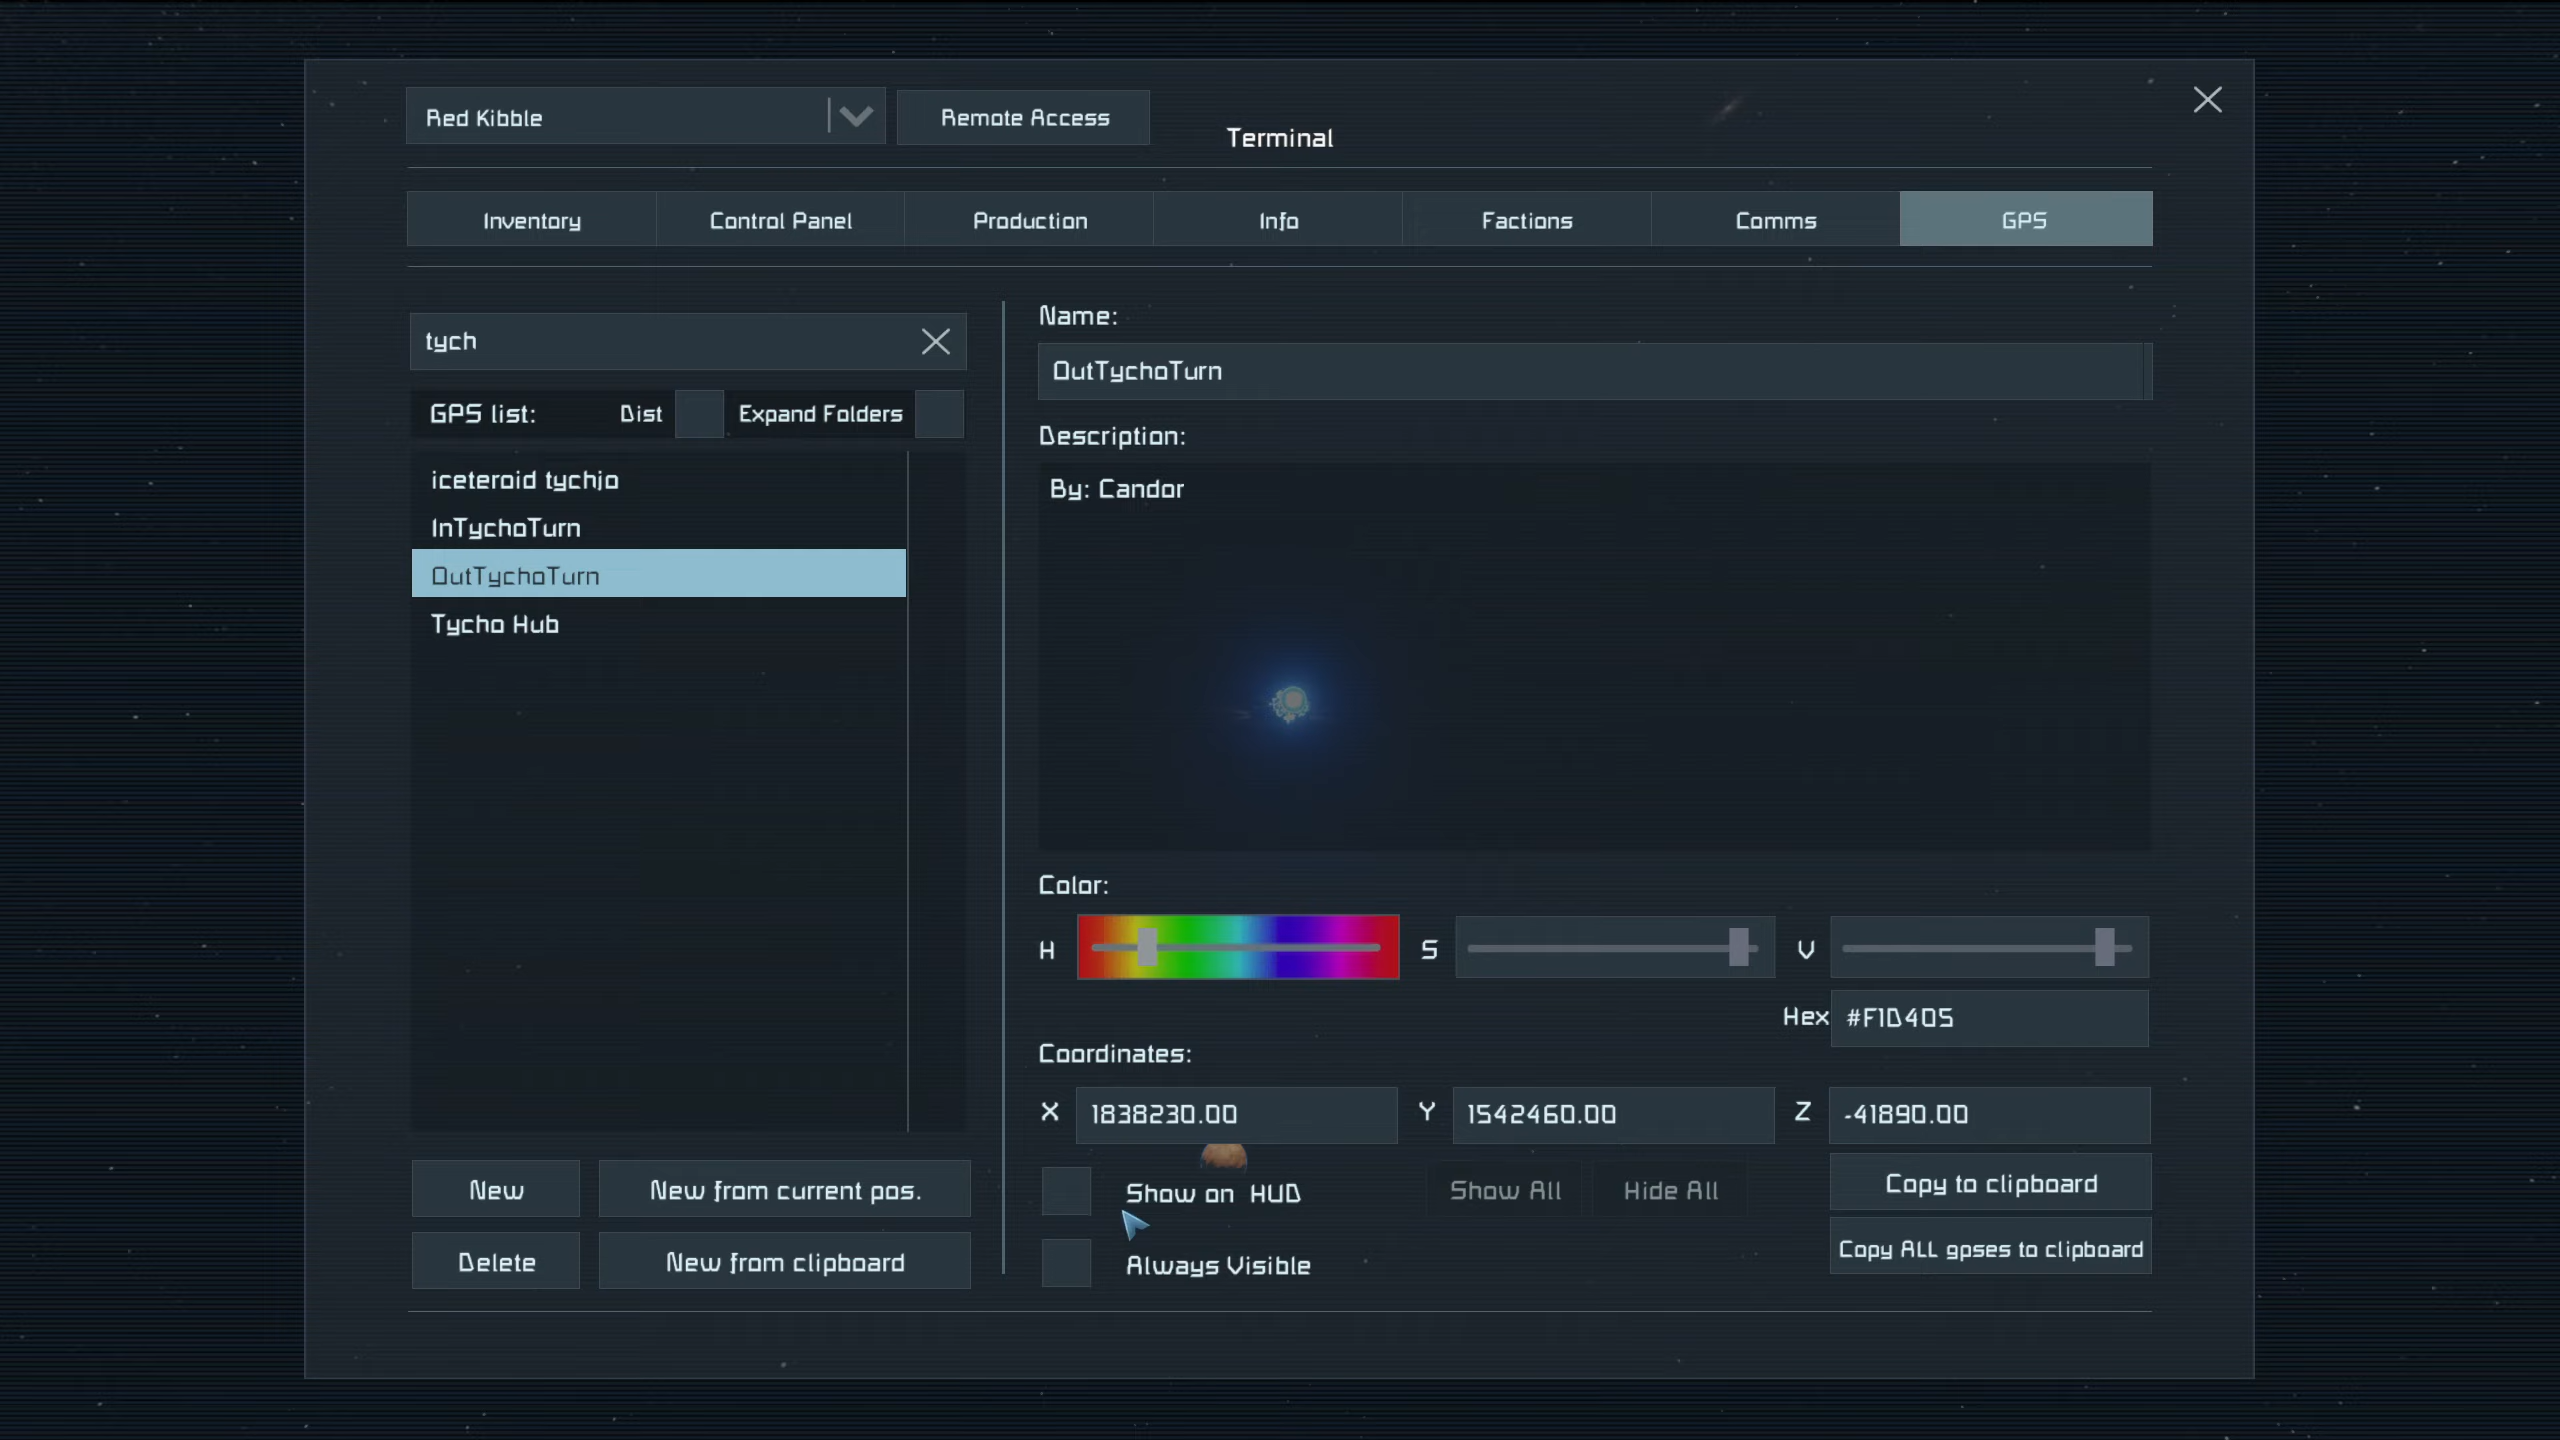 Red Kibble
Remote Access
Terminal
Inventory
Control Panel
Production
Info
Factions
Comms
GPS
tych
GPS list:
Dist
Expand Folders
iceteroid tychjo
InTychoTurn
OutTychoTurn
Tycho Hub
New
New from current pos.
Delete
New from clipboard
Name:
OutTychoTurn
Description:
By: Candor
Color:
H
S
V
Hex
#F1D405
Coordinates:
X
1838230.00
Y
1542460.00
Z
-41890.00
Show on HUD
Show All
Hide All
Copy to clipboard
Always Visible
Copy ALL gpses to clipboard